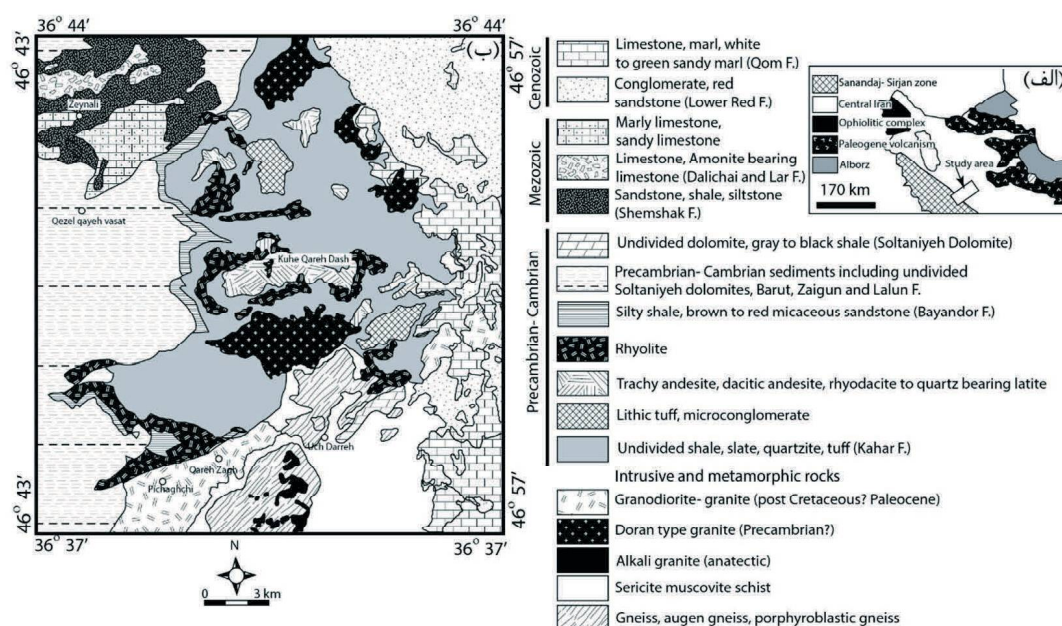 36° 44′
36° 44′
46° 43′
46° 57′
(ب)
Zeynali
Qezel qayeh vasat
Kuhe Qareh Dash
Uch Darreh
Qareh Zagh
Pichaghchi
46° 43′
46° 57′
36° 37′
36° 37′
N
0 3 km
Cenozoic
Limestone, marl, white
to green sandy marl (Qom F.)
Conglomerate, red
sandstone (Lower Red F.)
Mezozoic
Marly limestone,
sandy limestone
Limestone, Amonite bearing
limestone (Dalichai and Lar F.)
Sandstone, shale, siltstone
(Shemshak F.)
Precambrian- Cambrian
Undivided dolomite, gray to black shale (Soltaniyeh Dolomite)
Precambrian- Cambrian sediments including undivided
Soltaniyeh dolomites, Barut, Zaigun and Lalun F.
Silty shale, brown to red micaceous sandstone (Bayandor F.)
Rhyolite
Trachy andesite, dacitic andesite, rhyodacite to quartz bearing latite
Lithic tuff, microconglomerate
Undivided shale, slate, quartzite, tuff (Kahar F.)
Intrusive and metamorphic rocks
Granodiorite- granite (post Cretaceous? Paleocene)
Doran type granite (Precambrian?)
Alkali granite (anatectic)
Sericite muscovite schist
Gneiss, augen gneiss, porphyroblastic gneiss
(الف)
Sanandaj- Sirjan zone
Central Iran
Ophiolitic complex
Paleogene volcanism
Alborz
Study area
170 km